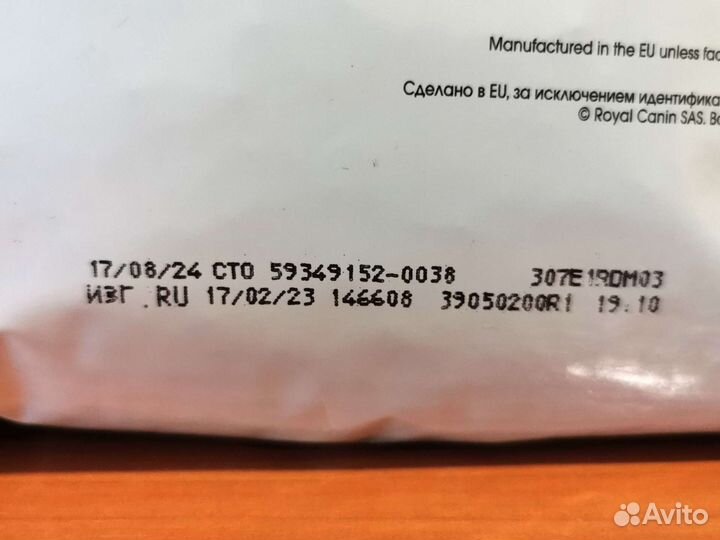 Manufactured in the EU unless fac
Сделано в EU, за исключением идентифика
© Royal Canin SAS. Bo
17/08/24 СТО 59349152-0038 307E1RDM03
ИЗГ.RU 17/02/23 146608 39050200R1 19.10
Avito